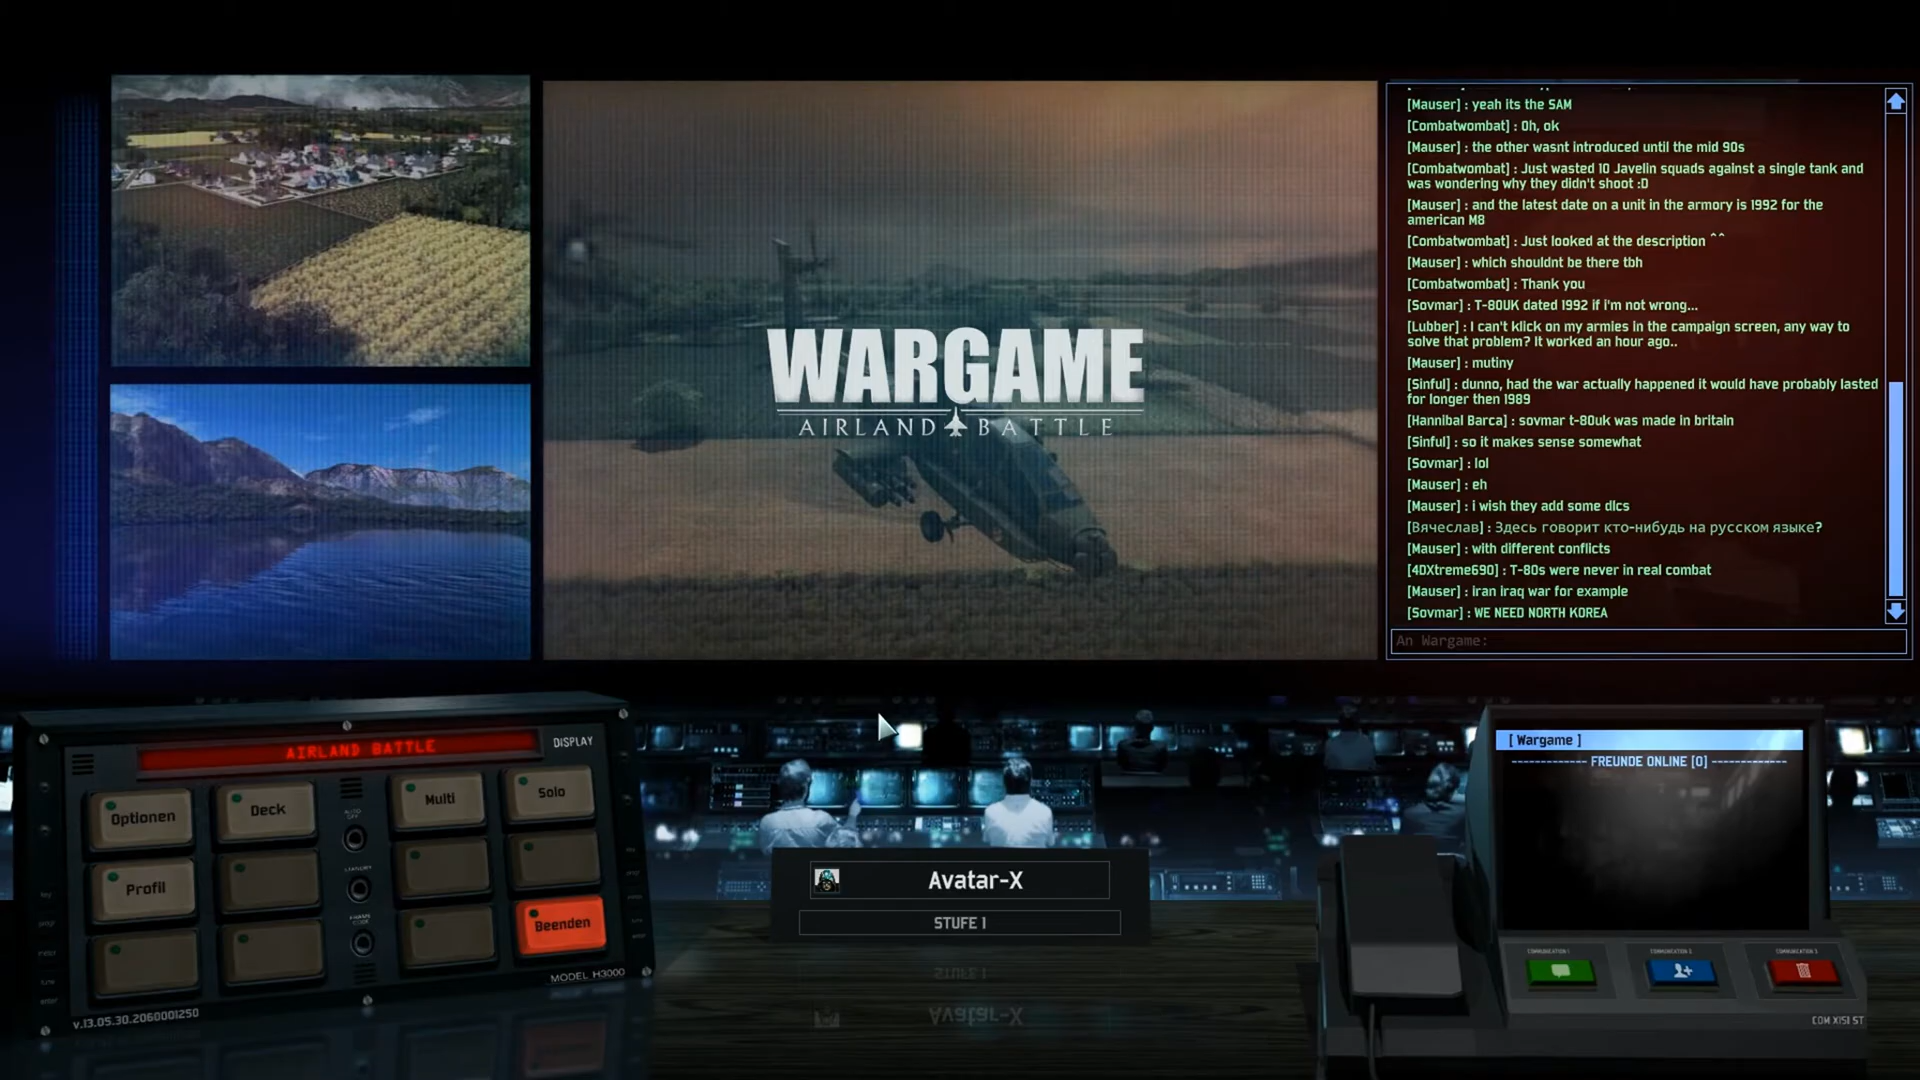 [Mauser] : yeah its the SAM
[Combatwombat] : Oh, ok
[Mauser] : the other wasnt introduced until the mid 90s
[Combatwombat] : Just wasted 10 Javelin squads against a single tank and
was wondering why they didn't shoot :D
[Mauser] : and the latest date on a unit in the armory is 1992 for the
american M8
[Combatwombat] : Just looked at the description ^^
[Mauser] : which shouldnt be there tbh
[Combatwombat] : Thank you
[Sovmar] : T-80UK dated 1992 if i'm not wrong...
[Lubber] : I can't klick on my armies in the campaign screen, any way to
solve that problem? It worked an hour ago..
[Mauser] : mutiny
[Sinful] : dunno, had the war actually happened it would have probably lasted
for longer then 1989
[Hannibal Barca] : sovmar t-80uk was made in britain
[Sinful] : so it makes sense somewhat
[Sovmar] : lol
[Mauser] : eh
[Mauser] : i wish they add some dlcs
[Вячеслав] : Здесь говорит кто-нибудь на русском языке?
[Mauser] : with different conflicts
[4DXtreme690] : T-80s were never in real combat
[Mauser] : iran iraq war for example
[Sovmar] : WE NEED NORTH KOREA
An Wargame:
WARGAME
AIRLAND BATTLE
AIRLAND BATTLE
DISPLAY
Optionen
Deck
Multi
Solo
Profil
Beenden
MODEL H3000
v.13.05.30.2060001250
Avatar-X
STUFE 1
[ Wargame ]
------------ FREUNDE ONLINE [0] ------------
COMMUNICATION 1
COMMUNICATION 2
COMMUNICATION 3
COM X1S1 ST